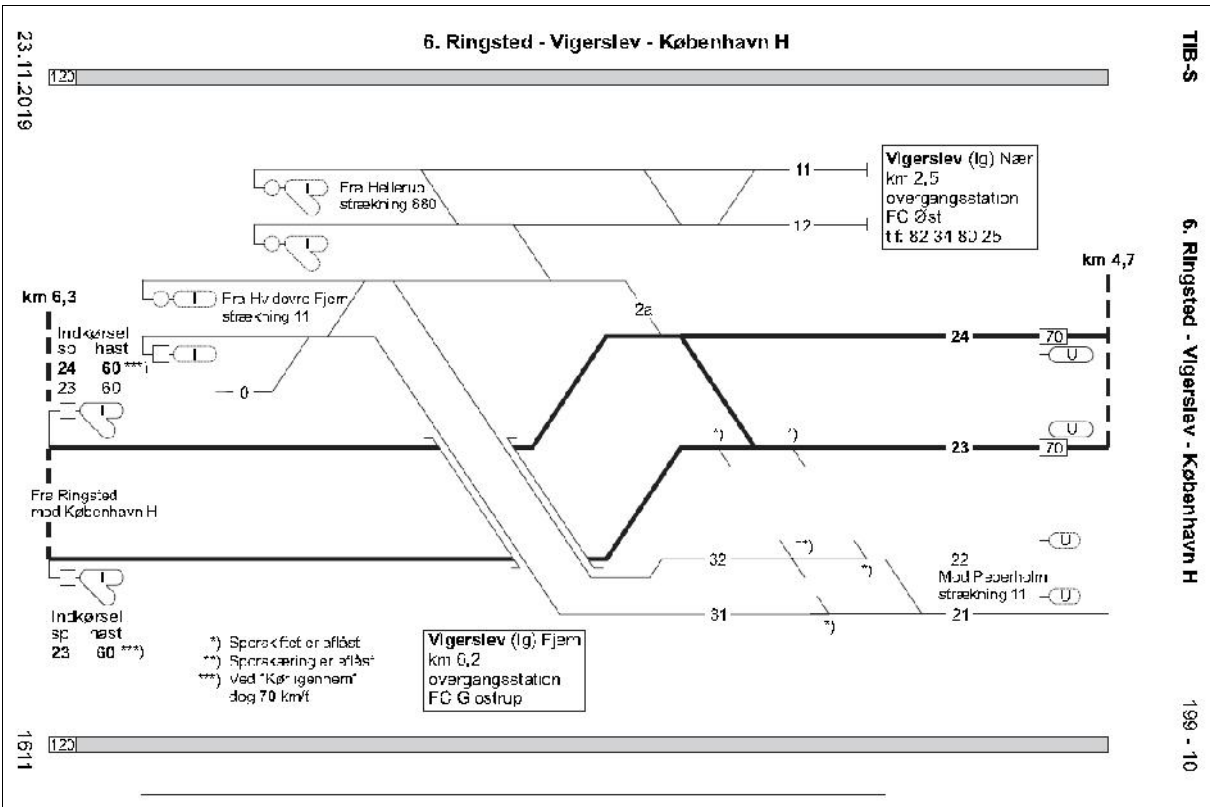 6. Ringsted - Vigerslev - København H
TIB-S
23.11.2019
120
11
Vigerslev (Ig) Nær
km 2,5
overgangsstation
FC Øst
tlf: 82 34 80 25
I
Fra Hellerup
strækning 880
12
I
km 6,3
km 4,7
I
Fra Hvidovre Fjern
strækning 11
2a
Indkørsel
sp hast
24 60 ***)
23 60
I
24
70
U
0
I
*)
*)
23
70
U
6. Ringsted - Vigerslev - København H
Fra Ringsted
mod København H
32
**)
*)
22
U
I
Mod Peberholm
strækning 11
U
31
*)
21
Indkørsel
sp hast
23 60 ***)
*) Sporskiftet er aflåst
**) Sporskæring er aflåst
***) Ved "Kør igennem"
dog 70 km/t
Vigerslev (Ig) Fjern
km 6,2
overgangsstation
FC Glostrup
120
1611
199 - 10